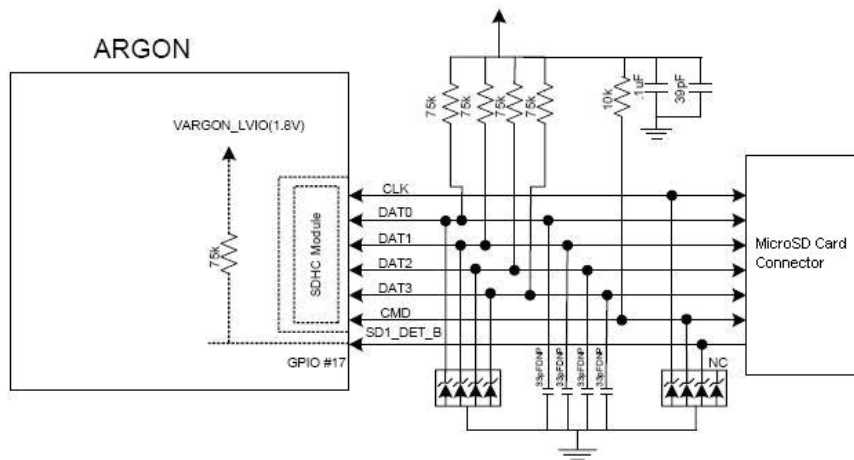 ARGON
VARGON_LVIO(1.8V)
75k
SDHC Module
75k
75k
75k
75k
10k
.1uF
39pF
CLK
DAT0
DAT1
DAT2
DAT3
CMD
SD1_DET_B
GPIO #17
33pFDNP
33pFDNP
33pFDNP
33pFDNP
NC
MicroSD Card
Connector